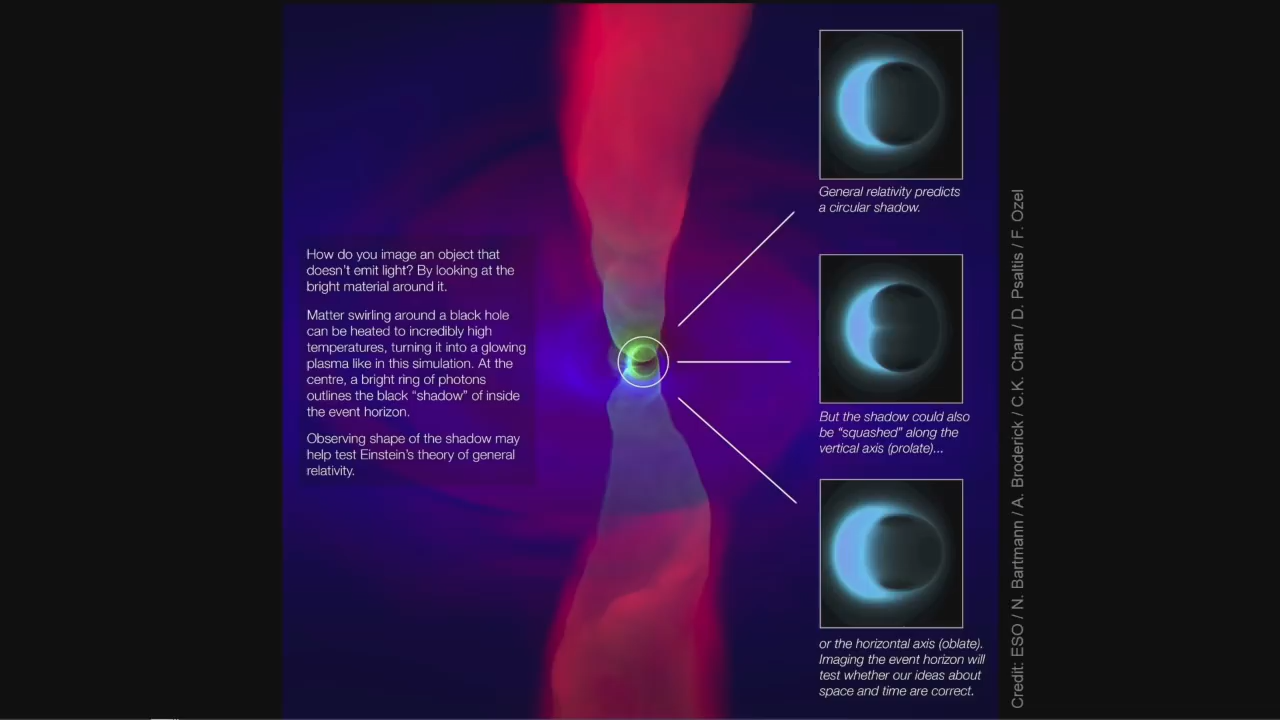 How do you image an object that
doesn't emit light? By looking at the
bright material around it.
Matter swirling around a black hole
can be heated to incredibly high
temperatures, turning it into a glowing
plasma like in this simulation. At the
centre, a bright ring of photons
outlines the black “shadow” of inside
the event horizon.
Observing shape of the shadow may
help test Einstein's theory of general
relativity.
General relativity predicts
a circular shadow.
But the shadow could also
be “squashed” along the
vertical axis (prolate)...
or the horizontal axis (oblate).
Imaging the event horizon will
test whether our ideas about
space and time are correct.
Credit: ESO / N. Bartmann / A. Broderick / C.K. Chan / D. Psaltis / F. Ozel